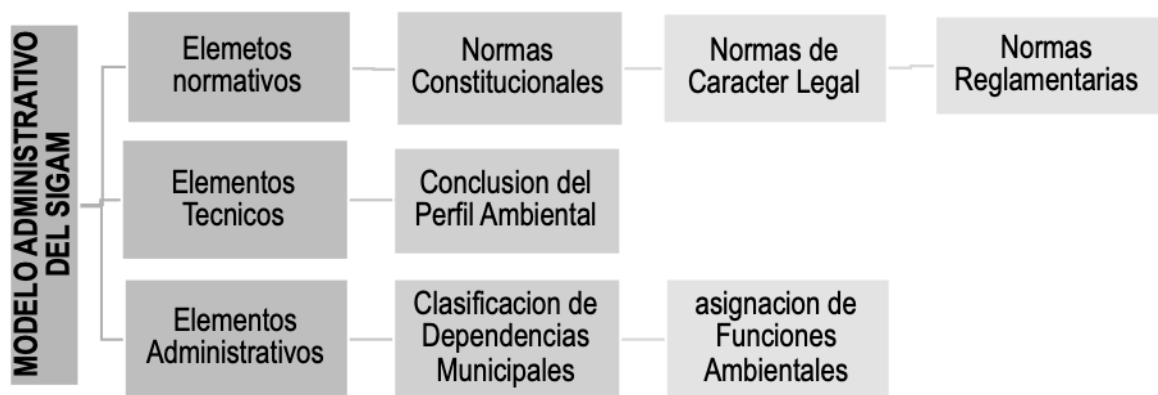 MODELO ADMINISTRATIVO
DEL SIGAM
Elemetos
normativos
Normas
Constitucionales
Normas de
Caracter Legal
Normas
Reglamentarias
Elementos
Tecnicos
Conclusion del
Perfil Ambiental
Elementos
Administrativos
Clasificacion de
Dependencias
Municipales
asignacion de
Funciones
Ambientales